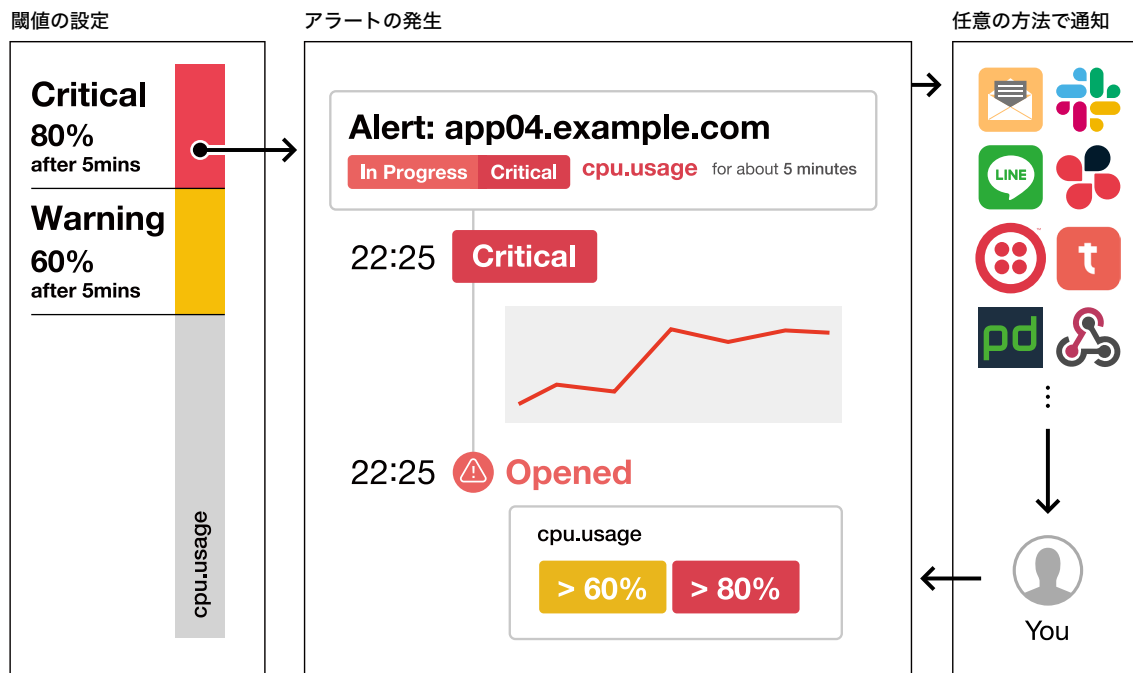 閾値の設定
Critical
80%
after 5mins
Warning
60%
after 5mins
cpu.usage
アラートの発生
Alert: app04.example.com
In Progress Critical cpu.usage for about 5 minutes
22:25 Critical
22:25 Opened
cpu.usage
> 60% > 80%
任意の方法で通知
LINE
™
t
pd
You